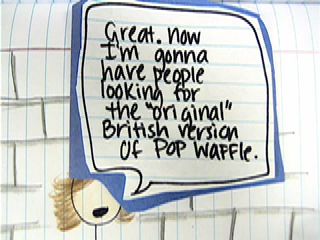 Great. now
I'm gonna
have people
looking for
the "original"
British version
Of POP WAFFLE.